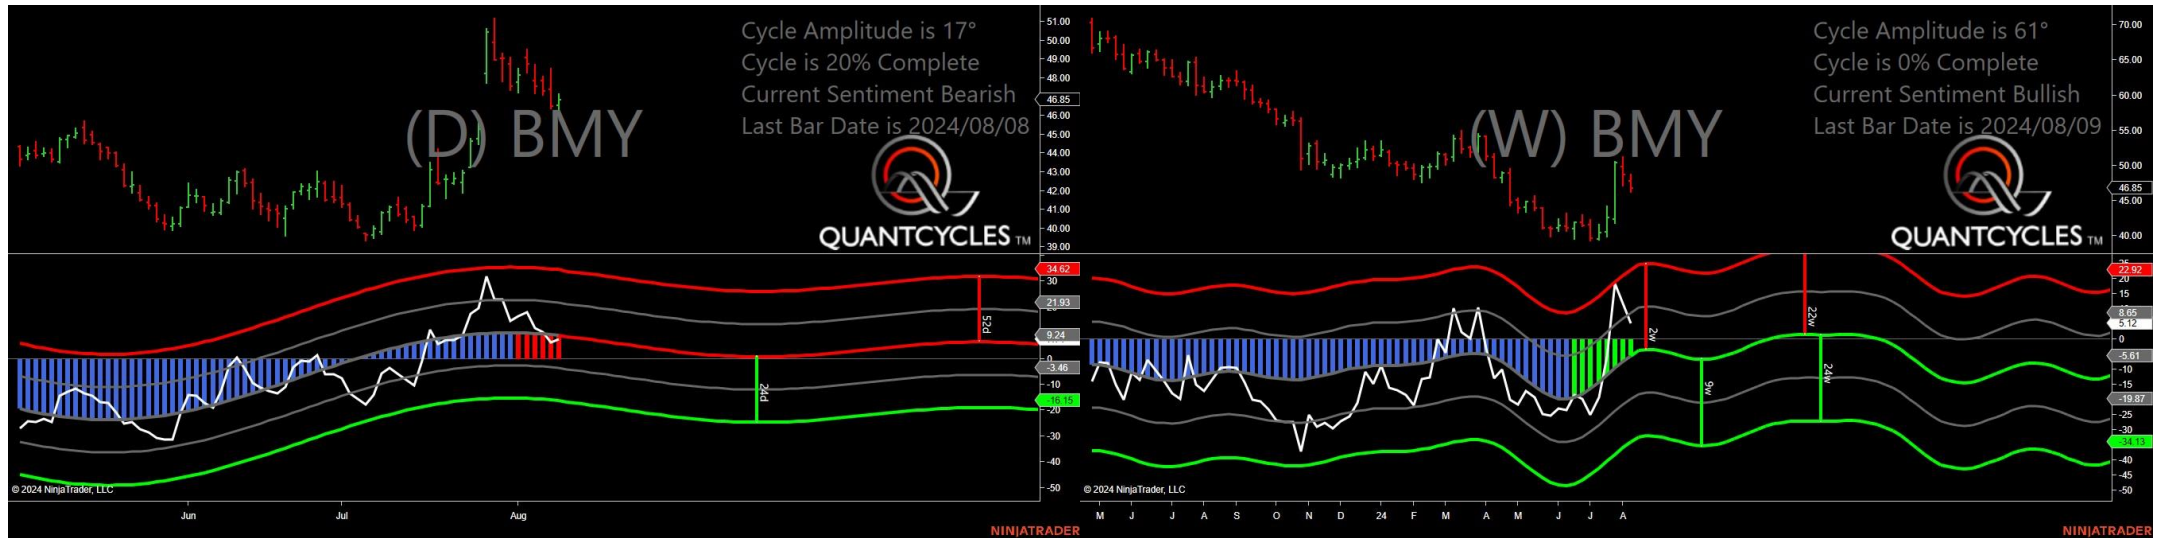 Cycle Amplitude is 17°
Cycle is 20% Complete
Current Sentiment Bearish
Last Bar Date is 2024/08/08
(D) BMY
QUANTCYCLES TM
51.00
50.00
49.00
48.00
46.85
46.00
45.00
44.00
43.00
42.00
41.00
40.00
39.00
34.62
30
21.93
9.24
0
-3.46
-10
-16.15
-20
-30
-40
-50
52d
24d
© 2024 NinjaTrader, LLC
Jun Jul Aug
NINJATRADER
Cycle Amplitude is 61°
Cycle is 0% Complete
Current Sentiment Bullish
Last Bar Date is 2024/08/09
(W) BMY
QUANTCYCLES TM
70.00
65.00
60.00
55.00
50.00
46.85
45.00
40.00
25
22.92
20
15
8.65
5.12
0
-5.61
-10
-15
-19.87
-25
-30
-34.13
-40
-45
-50
2w
22w
9w
24w
© 2024 NinjaTrader, LLC
M J J A S O N D 24 F M A M J J A
NINJATRADER